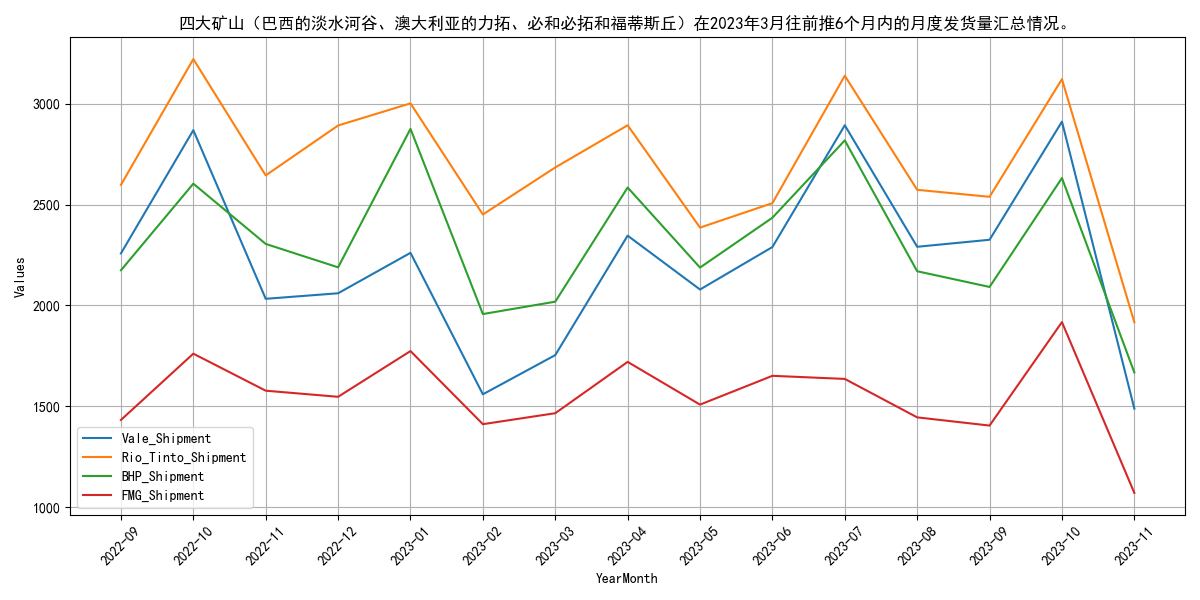 四大矿山（巴西的淡水河谷、澳大利亚的力拓、必和必拓和福蒂斯丘）在2023年3月往前推6个月内的月度发货量汇总情况。
Values
3000
2500
2000
1500
1000
Vale_Shipment
Rio_Tinto_Shipment
BHP_Shipment
FMG_Shipment
2022-09
2022-10
2022-11
2022-12
2023-01
2023-02
2023-03
2023-04
2023-05
2023-06
2023-07
2023-08
2023-09
2023-10
2023-11
YearMonth